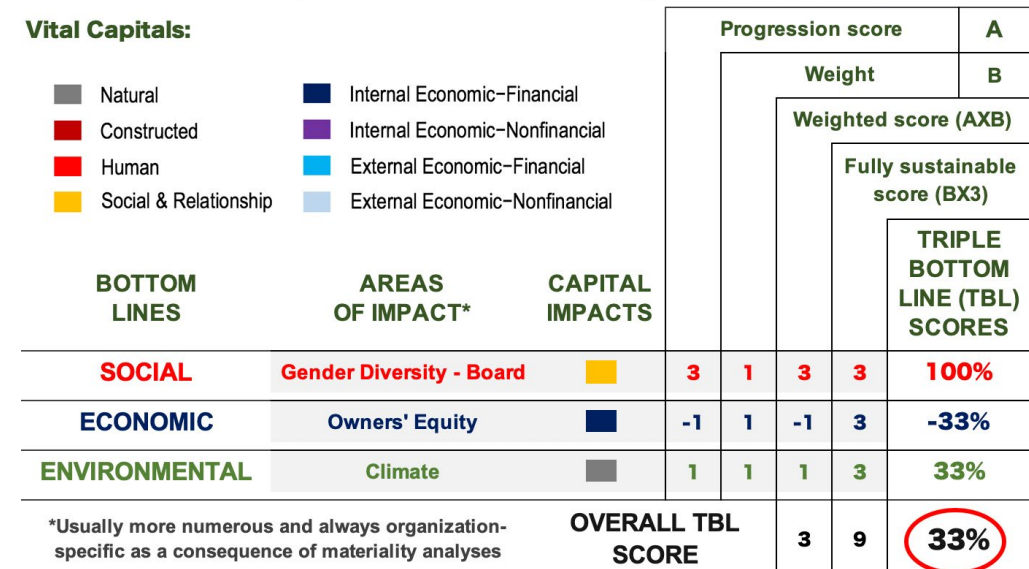 Vital Capitals:
Progression score A
Weight B
Natural Internal Economic–Financial
Weighted score (AXB)
Constructed Internal Economic–Nonfinancial
Human External Economic–Financial
Fully sustainable
score (BX3)
Social & Relationship External Economic–Nonfinancial
TRIPLE
BOTTOM
LINE (TBL)
SCORES
BOTTOM
LINES
AREAS
OF IMPACT*
CAPITAL
IMPACTS
SOCIAL Gender Diversity - Board 3 1 3 3 100%
ECONOMIC Owners' Equity -1 1 -1 3 -33%
ENVIRONMENTAL Climate 1 1 1 3 33%
*Usually more numerous and always organization-
specific as a consequence of materiality analyses
OVERALL TBL
SCORE
3 9 33%